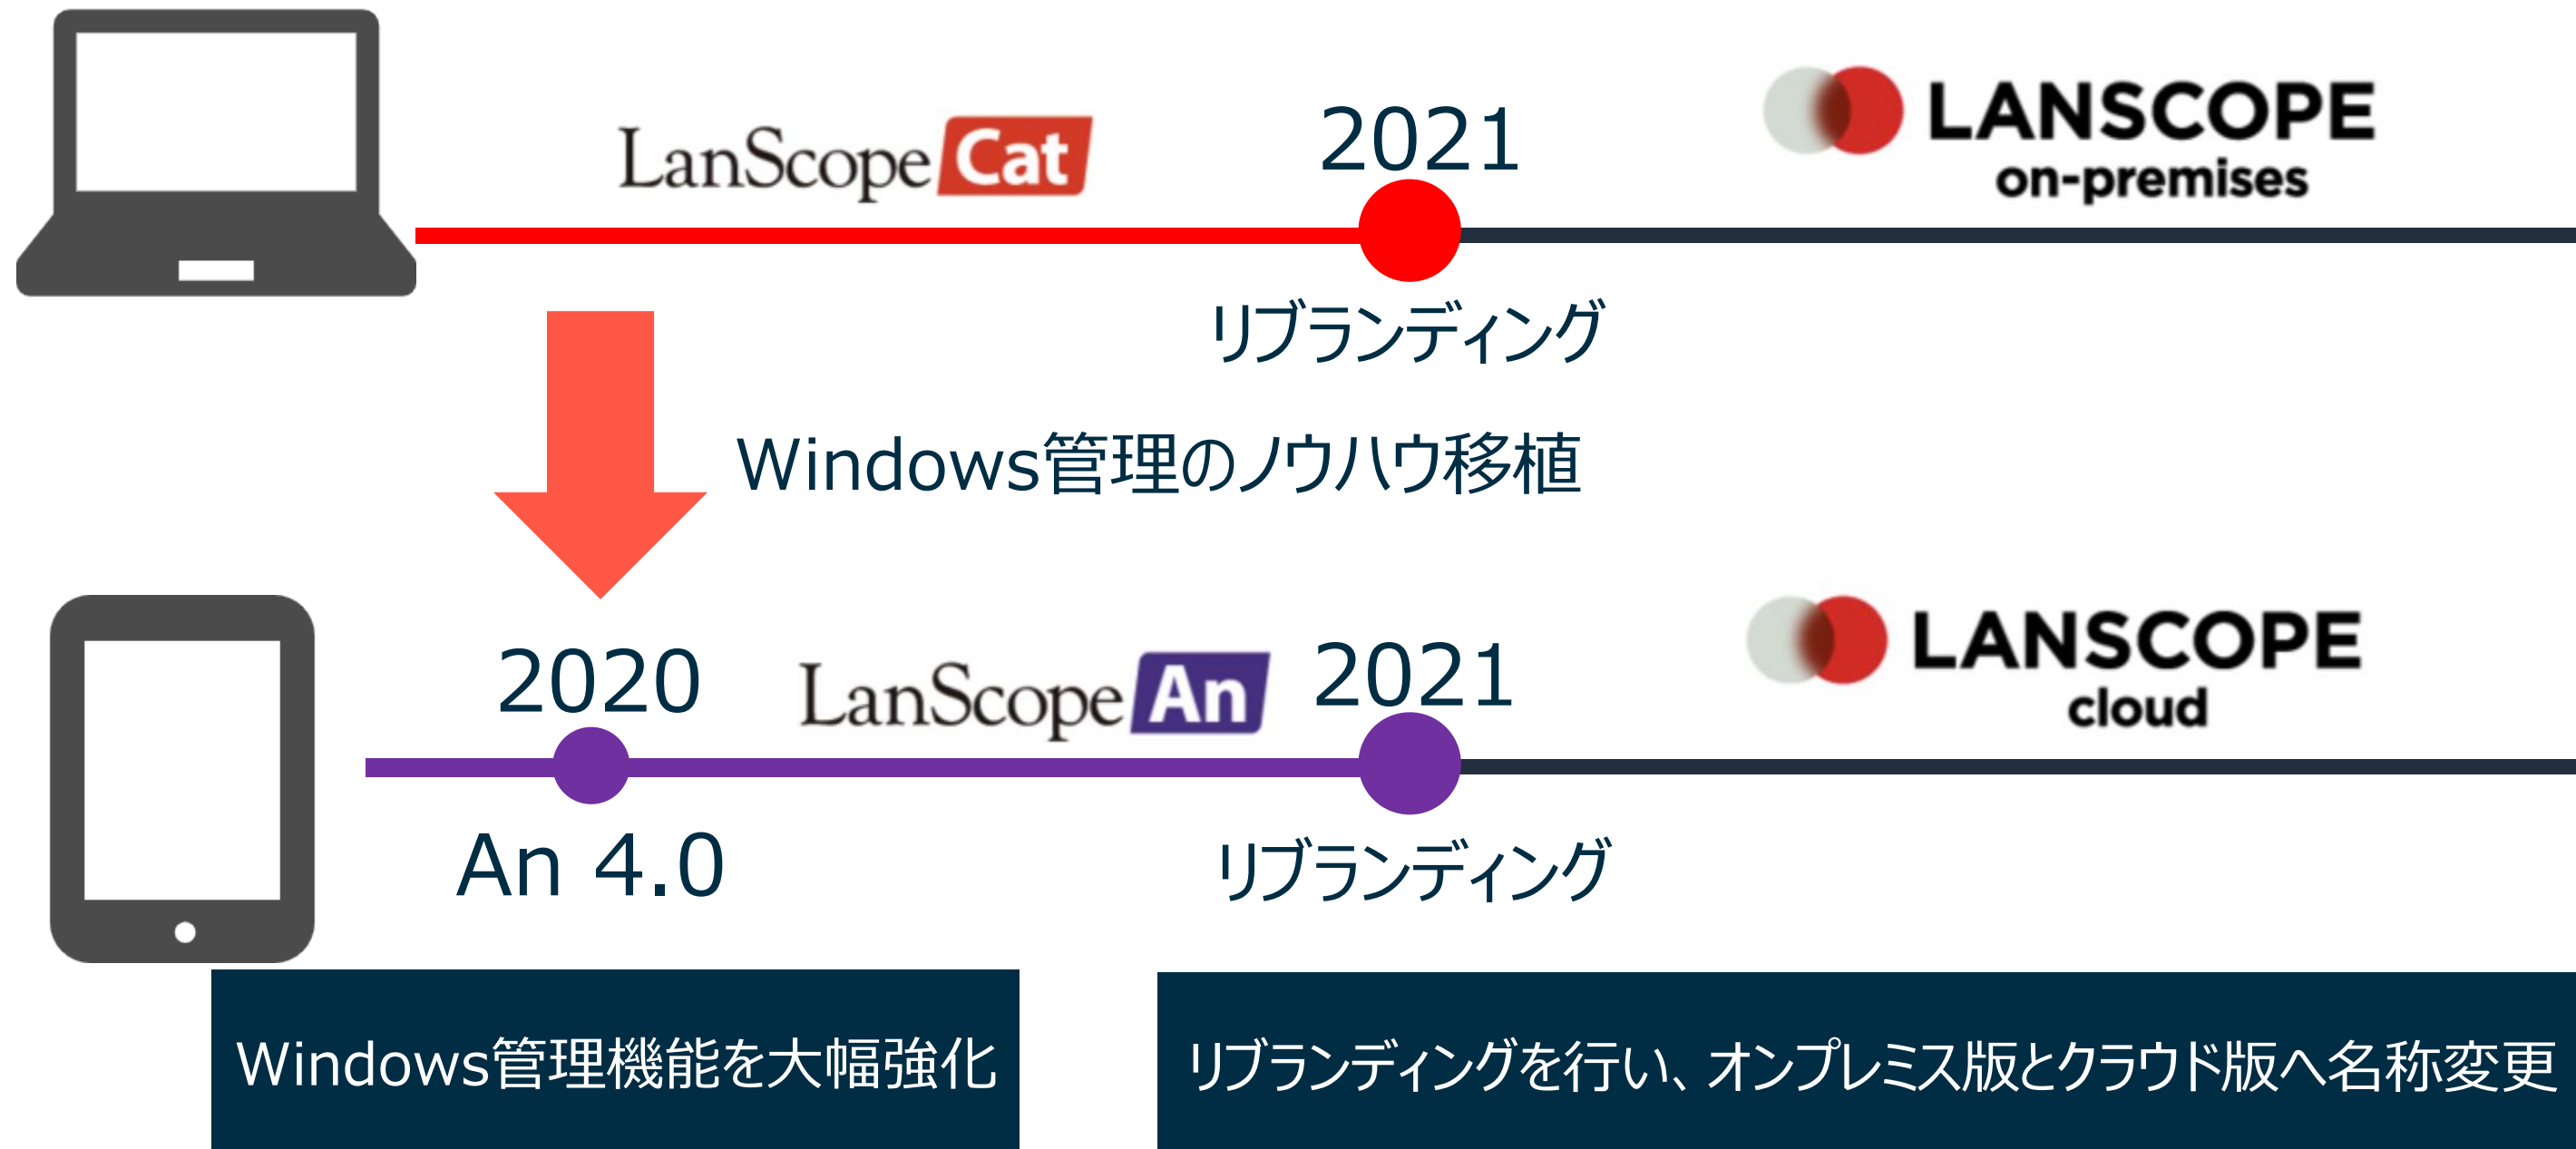 LanScope Cat
2021
LANSCOPE
on-premises
リブランディング
Windows管理のノウハウ移植
2020
LanScope An
2021
LANSCOPE
cloud
An 4.0
リブランディング
Windows管理機能を大幅強化
リブランディングを行い、オンプレミス版とクラウド版へ名称変更